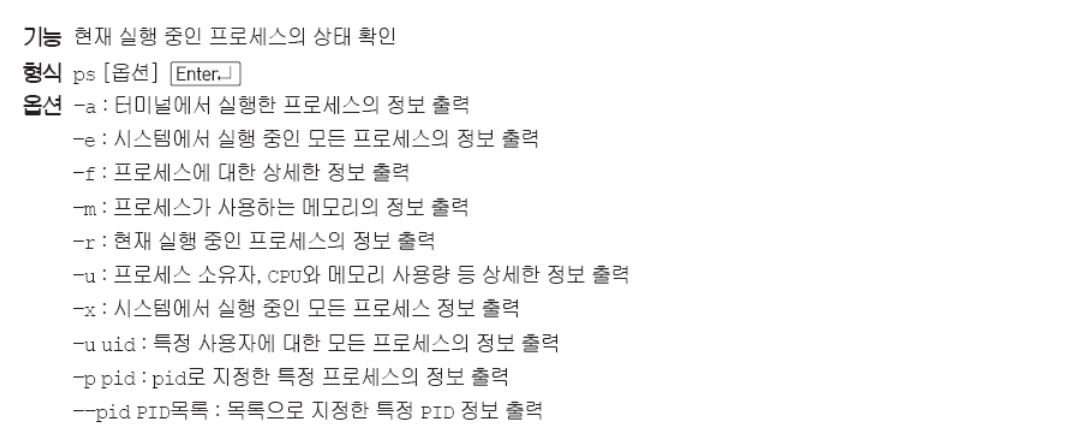 기능 현재 실행 중인 프로세스의 상태 확인
형식 ps [옵션] Enter↵
옵션 -a : 터미널에서 실행한 프로세스의 정보 출력
-e : 시스템에서 실행 중인 모든 프로세스의 정보 출력
-f : 프로세스에 대한 상세한 정보 출력
-m : 프로세스가 사용하는 메모리의 정보 출력
-r : 현재 실행 중인 프로세스의 정보 출력
-u : 프로세스 소유자, CPU와 메모리 사용량 등 상세한 정보 출력
-x : 시스템에서 실행 중인 모든 프로세스 정보 출력
-u uid : 특정 사용자에 대한 모든 프로세스의 정보 출력
-p pid : pid로 지정한 특정 프로세스의 정보 출력
--pid PID목록 : 목록으로 지정한 특정 PID 정보 출력